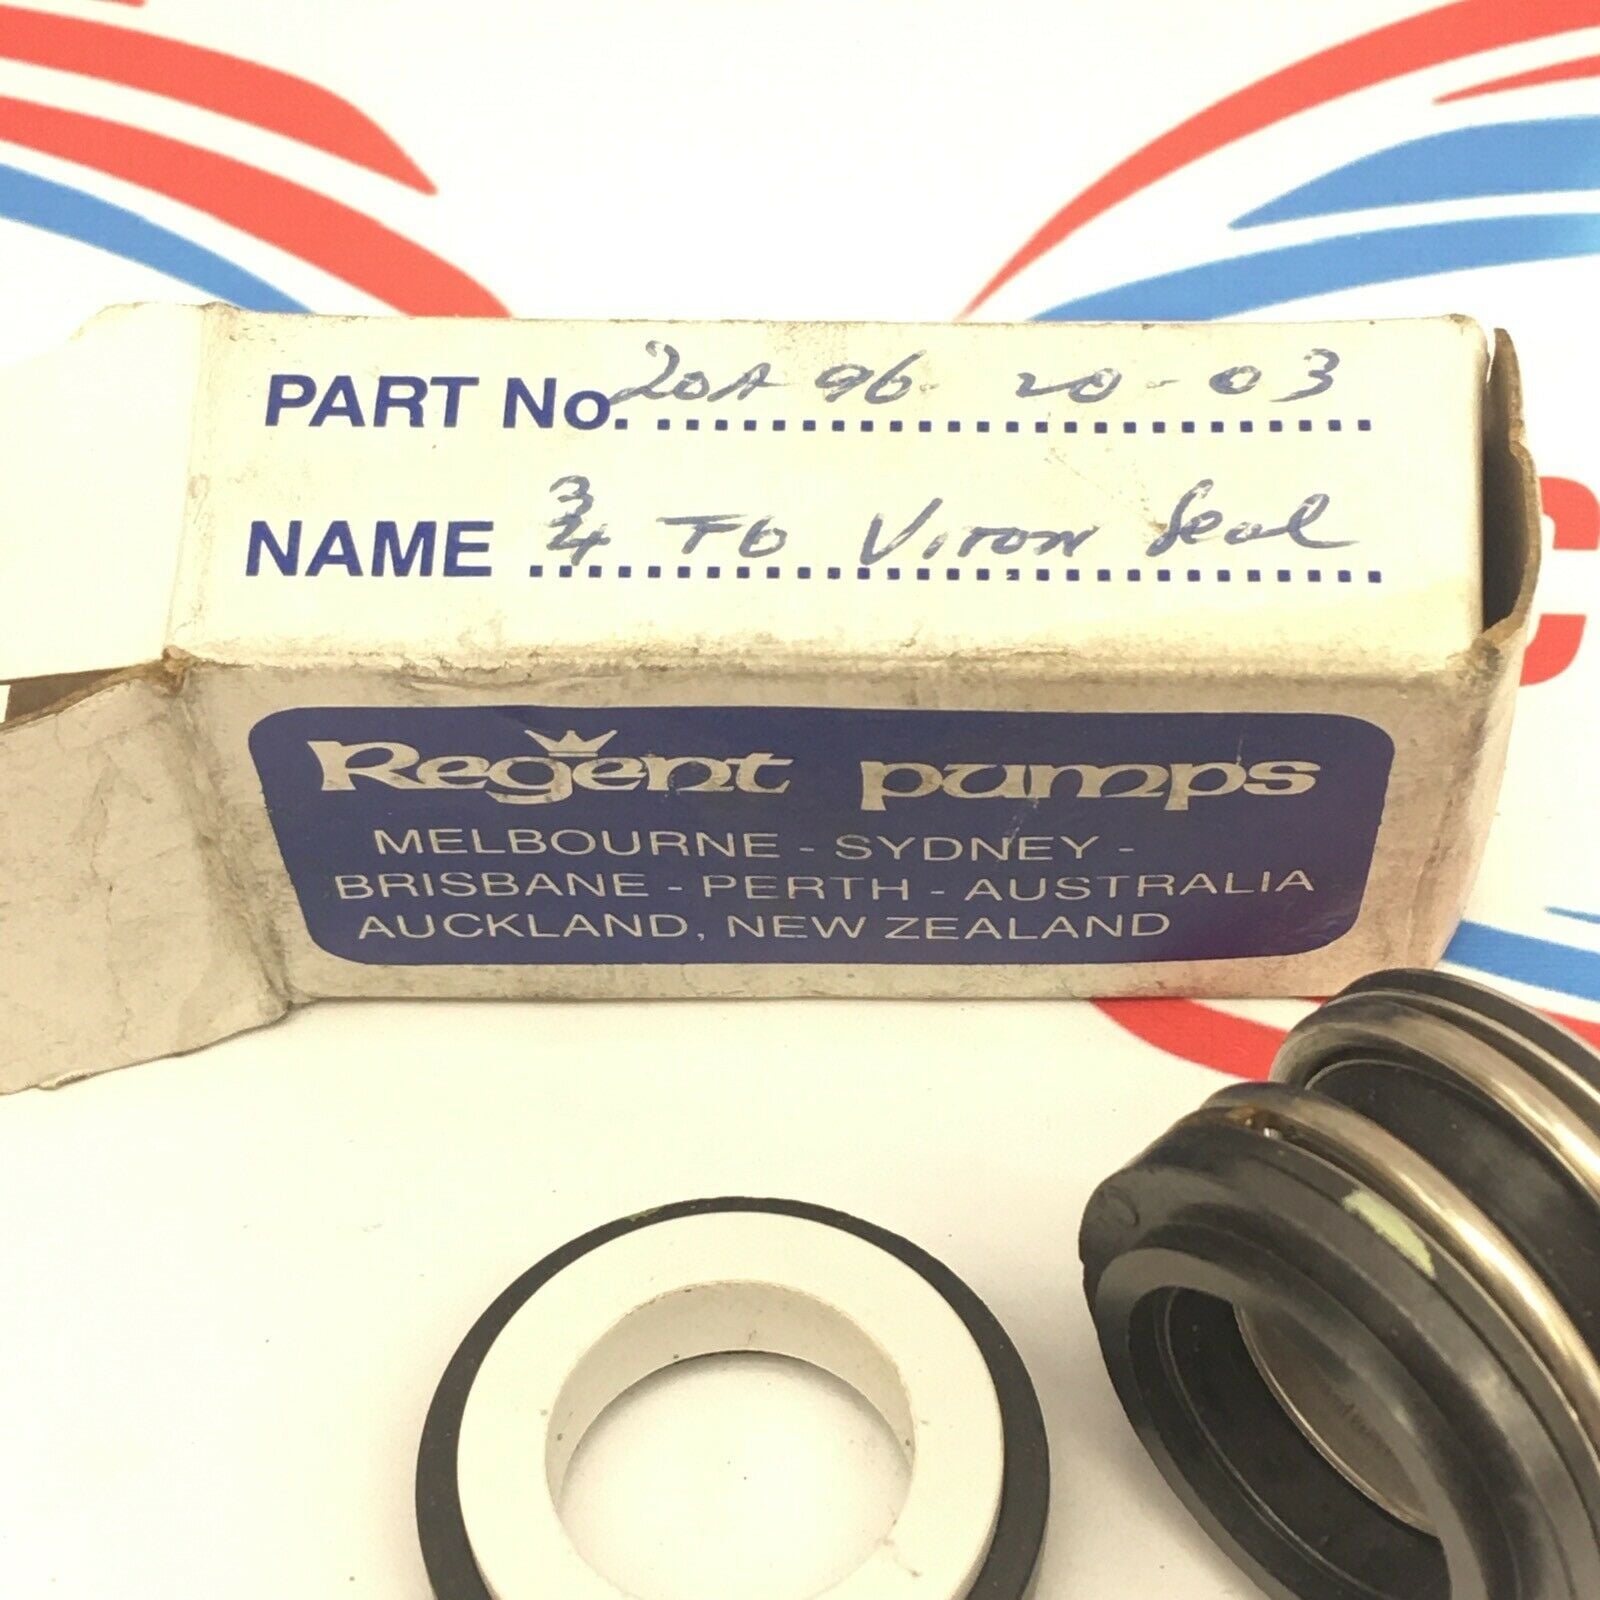 PART No. 20A 96. 20-03
NAME 3/4 TO Viton Seal
Regent pumps
MELBOURNE - SYDNEY -
BRISBANE - PERTH - AUSTRALIA
AUCKLAND, NEW ZEALAND